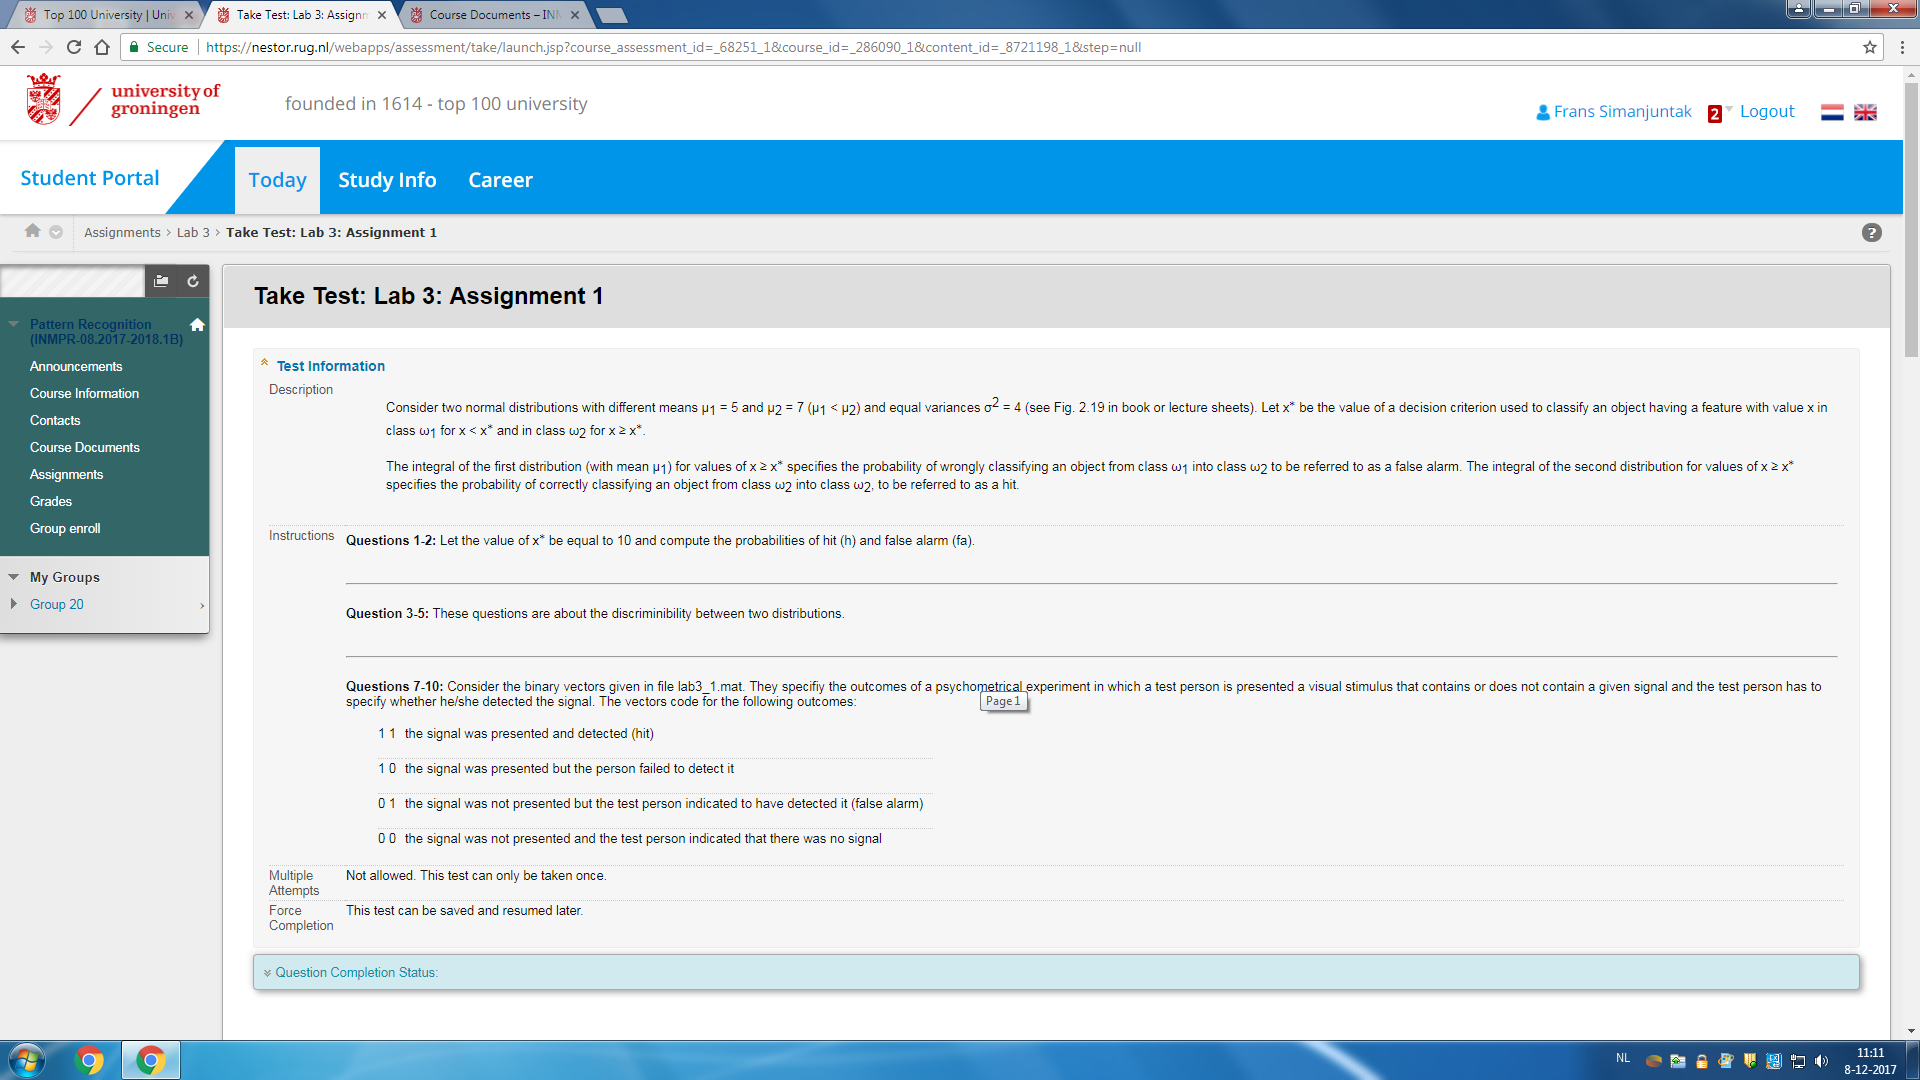 Top 100 University | Univ
Take Test: Lab 3: Assignm
Course Documents – INM
Secure
https://nestor.rug.nl/webapps/assessment/take/launch.jsp?course_assessment_id=_68251_1&course_id=_286090_1&content_id=_8721198_1&step=null
university of
groningen
founded in 1614 - top 100 university
Frans Simanjuntak
2
Logout
Student Portal
Today
Study Info
Career
Assignments > Lab 3 > Take Test: Lab 3: Assignment 1
?
Pattern Recognition
(INMPR-08.2017-2018.1B)
Announcements
Course Information
Contacts
Course Documents
Assignments
Grades
Group enroll
My Groups
Group 20
Take Test: Lab 3: Assignment 1
Test Information
Description
Consider two normal distributions with different means μ1 = 5 and μ2 = 7 (μ1 < μ2) and equal variances σ2 = 4 (see Fig. 2.19 in book or lecture sheets). Let x* be the value of a decision criterion used to classify an object having a feature with value x in
class ω1 for x < x* and in class ω2 for x ≥ x*.
The integral of the first distribution (with mean μ1) for values of x ≥ x* specifies the probability of wrongly classifying an object from class ω1 into class ω2 to be referred to as a false alarm. The integral of the second distribution for values of x ≥ x*
specifies the probability of correctly classifying an object from class ω2 into class ω2, to be referred to as a hit.
Instructions
Questions 1-2: Let the value of x* be equal to 10 and compute the probabilities of hit (h) and false alarm (fa).
Question 3-5: These questions are about the discriminibility between two distributions.
Questions 7-10: Consider the binary vectors given in file lab3_1.mat. They specifiy the outcomes of a psychometrical experiment in which a test person is presented a visual stimulus that contains or does not contain a given signal and the test person has to
specify whether he/she detected the signal. The vectors code for the following outcomes:
Page 1
1 1 the signal was presented and detected (hit)
1 0 the signal was presented but the person failed to detect it
0 1 the signal was not presented but the test person indicated to have detected it (false alarm)
0 0 the signal was not presented and the test person indicated that there was no signal
Multiple
Attempts
Not allowed. This test can only be taken once.
Force
Completion
This test can be saved and resumed later.
Question Completion Status:
NL
11:11
8-12-2017